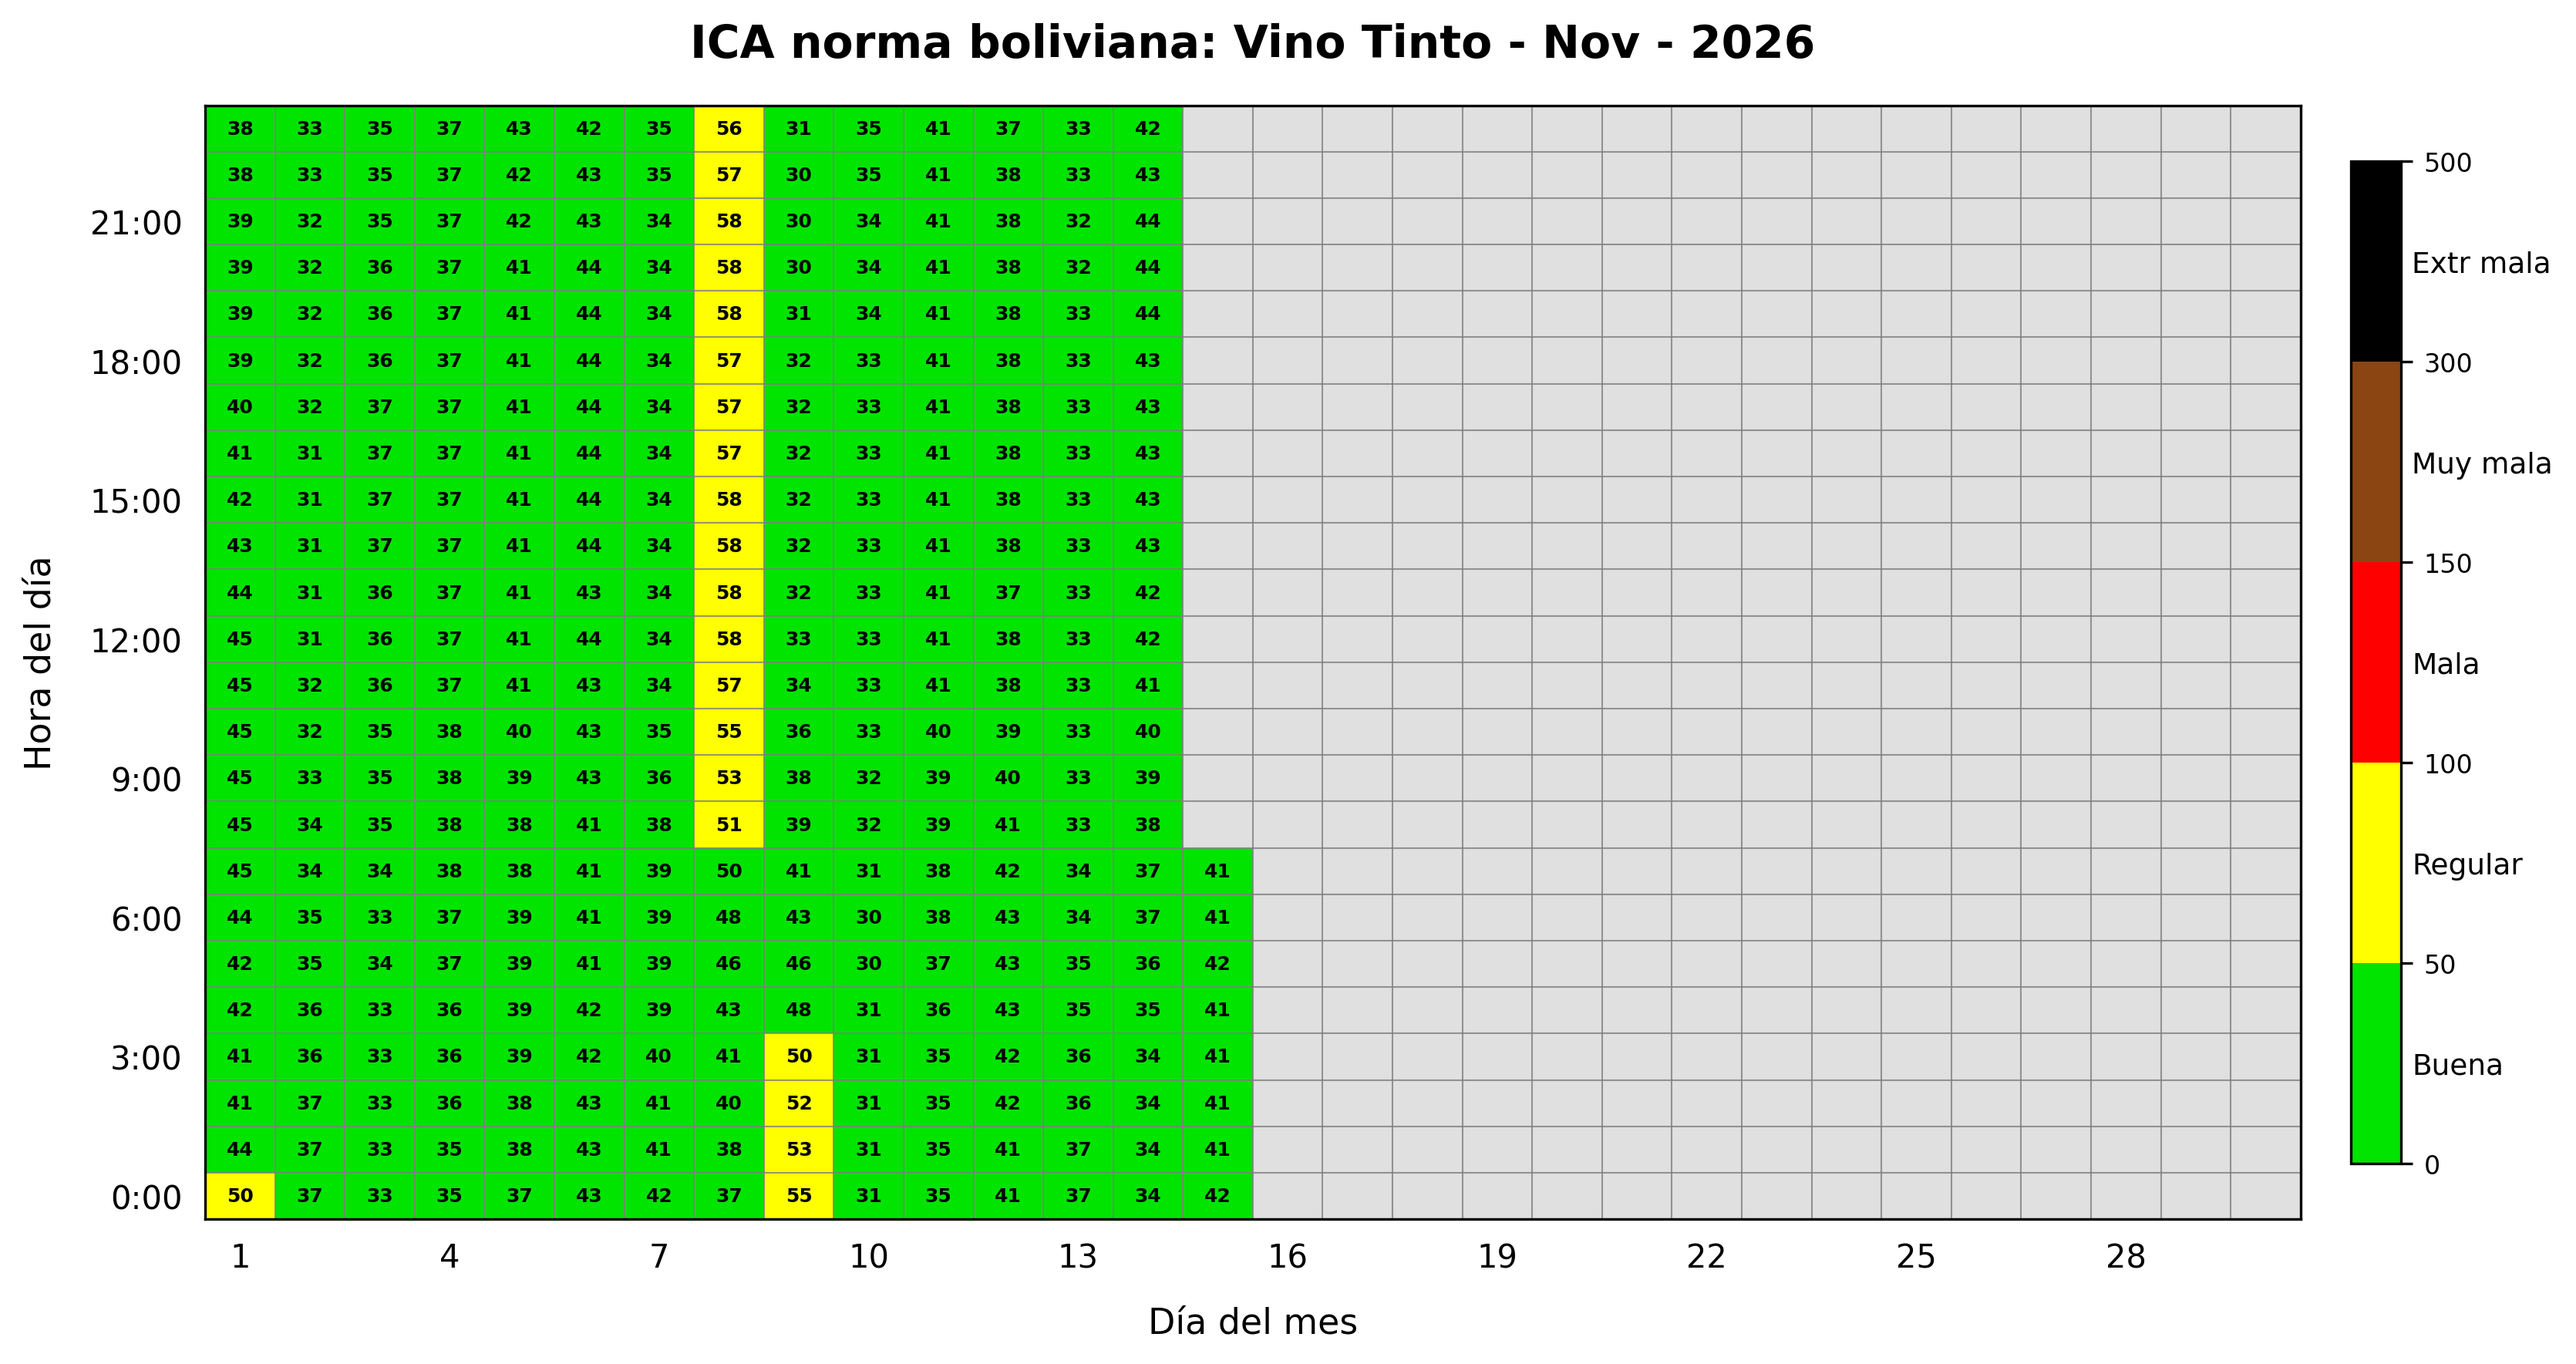 ICA norma boliviana: Vino Tinto - Nov - 2026
38 33 35 37 43 42 35 56 31 35 41 37 33 42
38 33 35 37 42 43 35 57 30 35 41 38 33 43
21:00 39 32 35 37 42 43 34 58 30 34 41 38 32 44
39 32 36 37 41 44 34 58 30 34 41 38 32 44
39 32 36 37 41 44 34 58 31 34 41 38 33 44
18:00 39 32 36 37 41 44 34 57 32 33 41 38 33 43
40 32 37 37 41 44 34 57 32 33 41 38 33 43
41 31 37 37 41 44 34 57 32 33 41 38 33 43
15:00 42 31 37 37 41 44 34 58 32 33 41 38 33 43
43 31 37 37 41 44 34 58 32 33 41 38 33 43
44 31 36 37 41 43 34 58 32 33 41 37 33 42
12:00 45 31 36 37 41 44 34 58 33 33 41 38 33 42
45 32 36 37 41 43 34 57 34 33 41 38 33 41
45 32 35 38 40 43 35 55 36 33 40 39 33 40
9:00 45 33 35 38 39 43 36 53 38 32 39 40 33 39
45 34 35 38 38 41 38 51 39 32 39 41 33 38
45 34 34 38 38 41 39 50 41 31 38 42 34 37 41
6:00 44 35 33 37 39 41 39 48 43 30 38 43 34 37 41
42 35 34 37 39 41 39 46 46 30 37 43 35 36 42
42 36 33 36 39 42 39 43 48 31 36 43 35 35 41
3:00 41 36 33 36 39 42 40 41 50 31 35 42 36 34 41
41 37 33 36 38 43 41 40 52 31 35 42 36 34 41
44 37 33 35 38 43 41 38 53 31 35 41 37 34 41
0:00 50 37 33 35 37 43 42 37 55 31 35 41 37 34 42
1 4 7 10 13 16 19 22 25 28
Día del mes
Hora del día
500
Extr mala
300
Muy mala
150
Mala
100
Regular
50
Buena
0